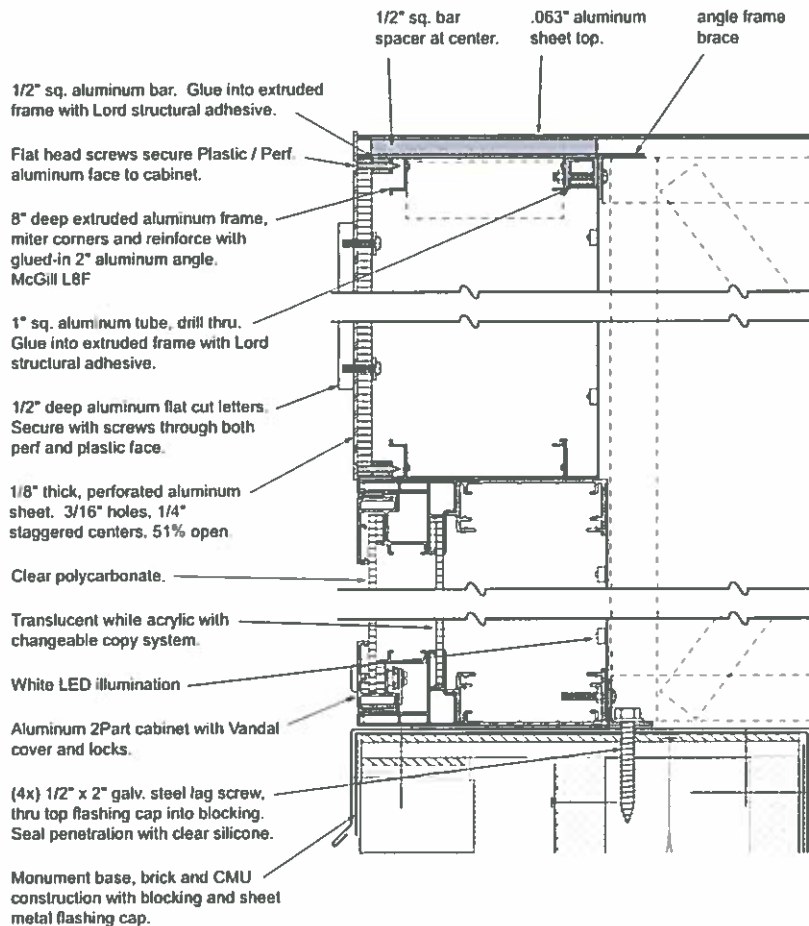 1/2" sq. bar
spacer at center.
.063" aluminum
sheet top.
angle frame
brace
1/2" sq. aluminum bar. Glue into extruded
frame with Lord structural adhesive.
Flat head screws secure Plastic / Perf
aluminum face to cabinet.
8" deep extruded aluminum frame,
miter corners and reinforce with
glued-in 2" aluminum angle.
McGill L8F
1" sq. aluminum tube, drill thru.
Glue into extruded frame with Lord
structural adhesive.
1/2" deep aluminum flat cut letters.
Secure with screws through both
perf and plastic face.
1/8" thick, perforated aluminum
sheet. 3/16" holes, 1/4"
staggered centers, 51% open
Clear polycarbonate.
Translucent white acrylic with
changeable copy system.
White LED illumination
Aluminum 2Part cabinet with Vandal
cover and locks.
(4x) 1/2" x 2" galv. steel lag screw,
thru top flashing cap into blocking.
Seal penetration with clear silicone.
Monument base, brick and CMU
construction with blocking and sheet
metal flashing cap.